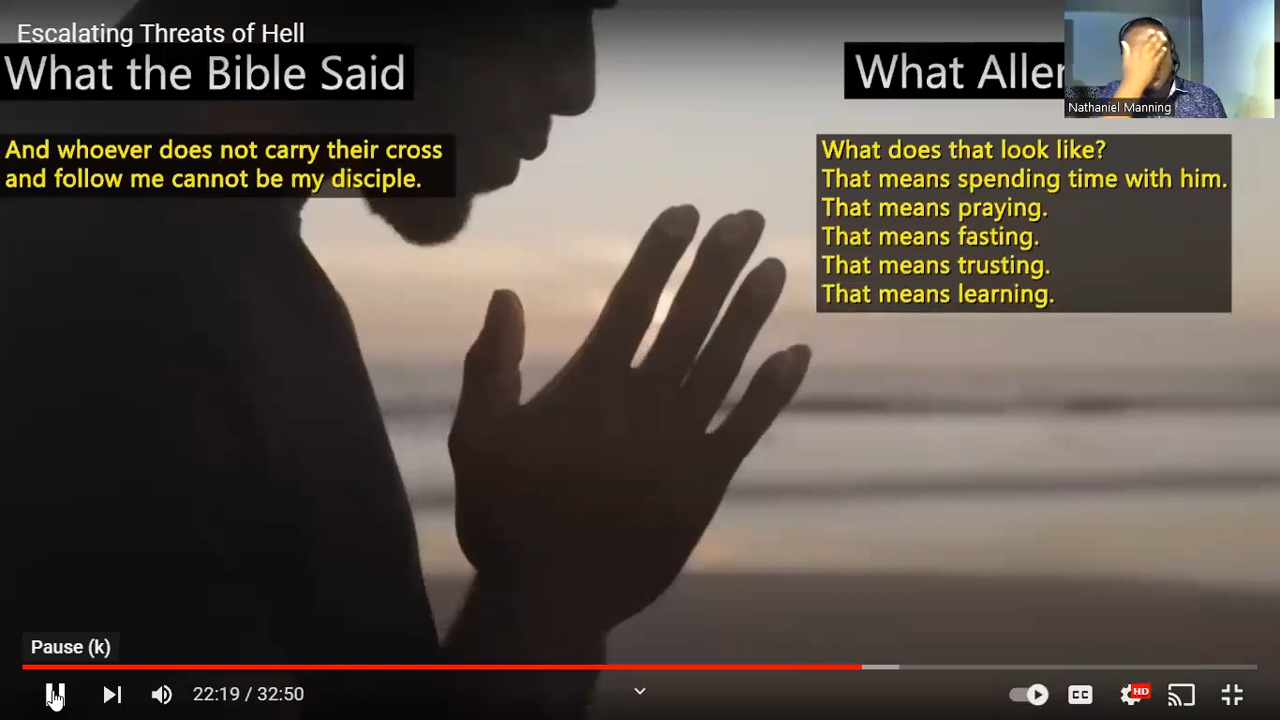 Escalating Threats of Hell
What the Bible Said
What Aller
Nathaniel Manning
And whoever does not carry their cross
and follow me cannot be my disciple.
What does that look like?
That means spending time with him.
That means praying.
That means fasting.
That means trusting.
That means learning.
Pause (k)
22:19 / 32:50
CC
HD